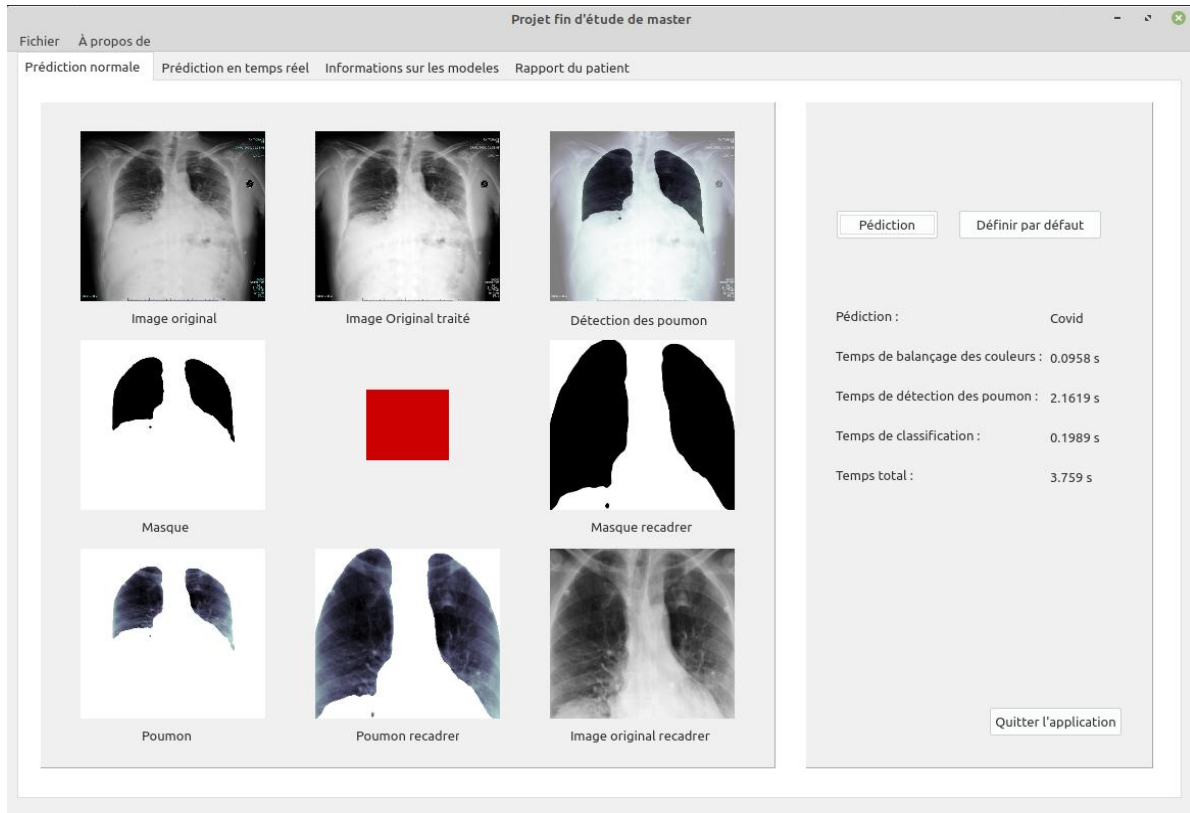 Projet fin d'étude de master
Fichier À propos de
Prédiction normale Prédiction en temps réel Informations sur les modeles Rapport du patient
Image original
Image Original traité
Détection des poumon
Masque
Masque recadrer
Poumon
Poumon recadrer
Image original recadrer
Pédiction Définir par défaut
Pédiction : Covid
Temps de balançage des couleurs : 0.0958 s
Temps de détection des poumon : 2.1619 s
Temps de classification : 0.1989 s
Temps total : 3.759 s
Quitter l'application